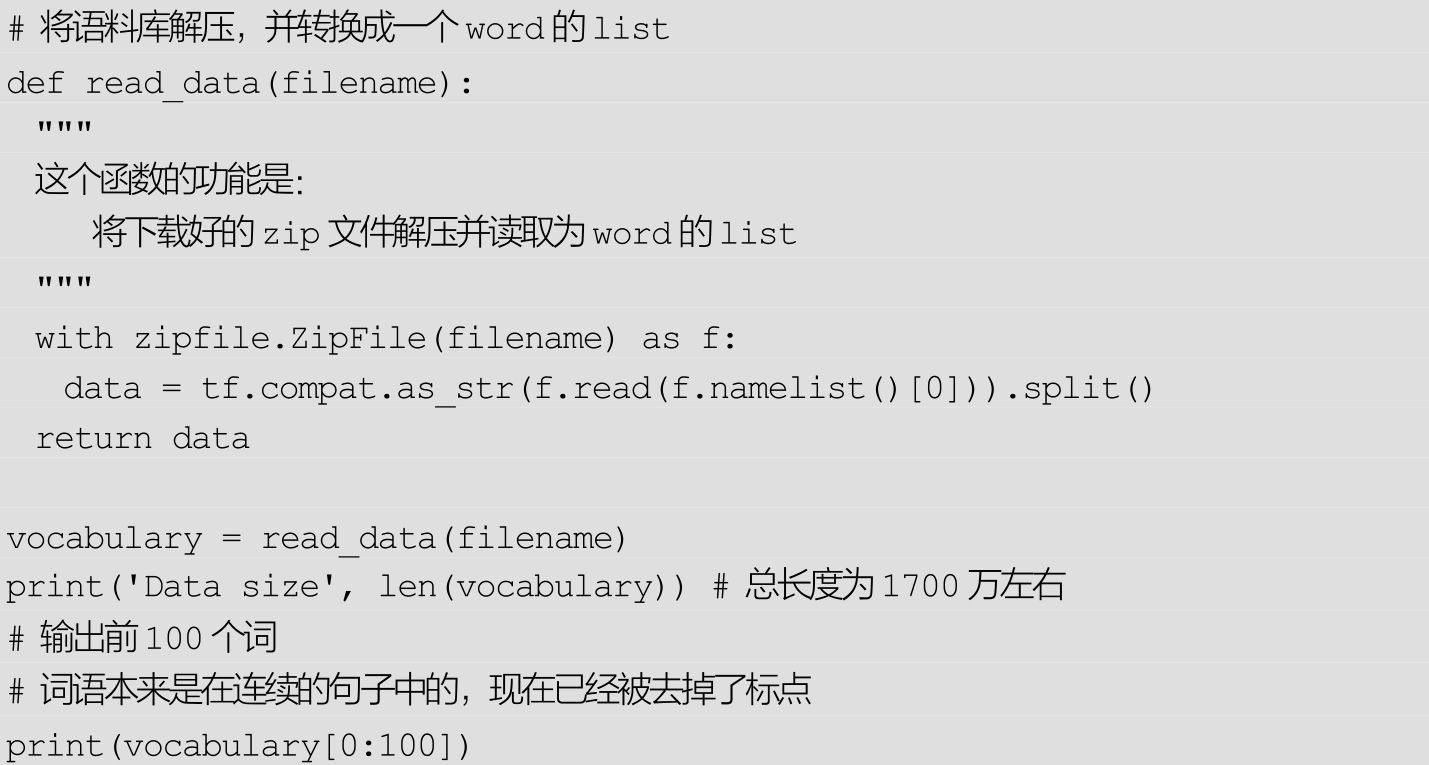 # 将语料库解压，并转换成一个 word 的 list
def read_data(filename):
  """
  这个函数的功能是：
      将下载好的 zip 文件解压并读取为 word 的 list
  """
  with zipfile.ZipFile(filename) as f:
    data = tf.compat.as_str(f.read(f.namelist()[0])).split()
  return data

vocabulary = read_data(filename)
print('Data size', len(vocabulary)) # 总长度为 1700 万左右
# 输出前 100 个词
# 词语本来是在连续的句子中的，现在已经被去掉了标点
print(vocabulary[0:100])